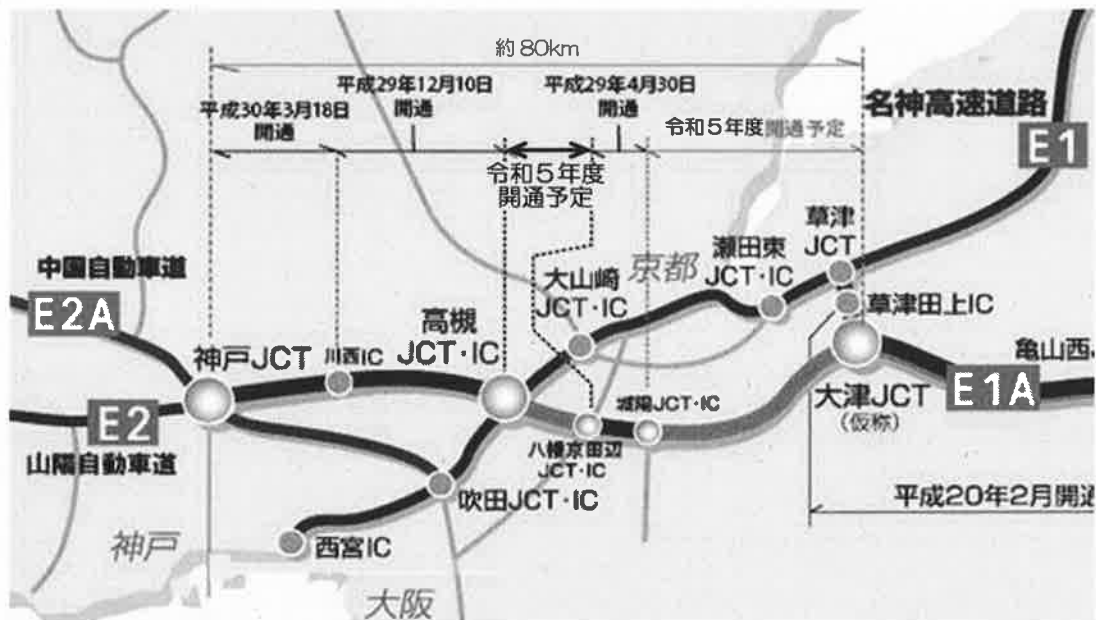 約80km
平成29年12月10日
開通
平成29年4月30日
開通
平成30年3月18日
開通
令和5年度開通予定
名神高速道路
E1
令和5年度
開通予定
草津
JCT
瀬田東
JCT・IC
京都
大山崎
JCT・IC
中国自動車道
E2A
草津田上IC
高槻
JCT・IC
神戸JCT
川西IC
亀山西J
E1A
大津JCT
(仮称)
城陽JCT・IC
E2
八幡京田辺
JCT・IC
山陽自動車道
吹田JCT・IC
平成20年2月開通
神戸
西宮IC
大阪